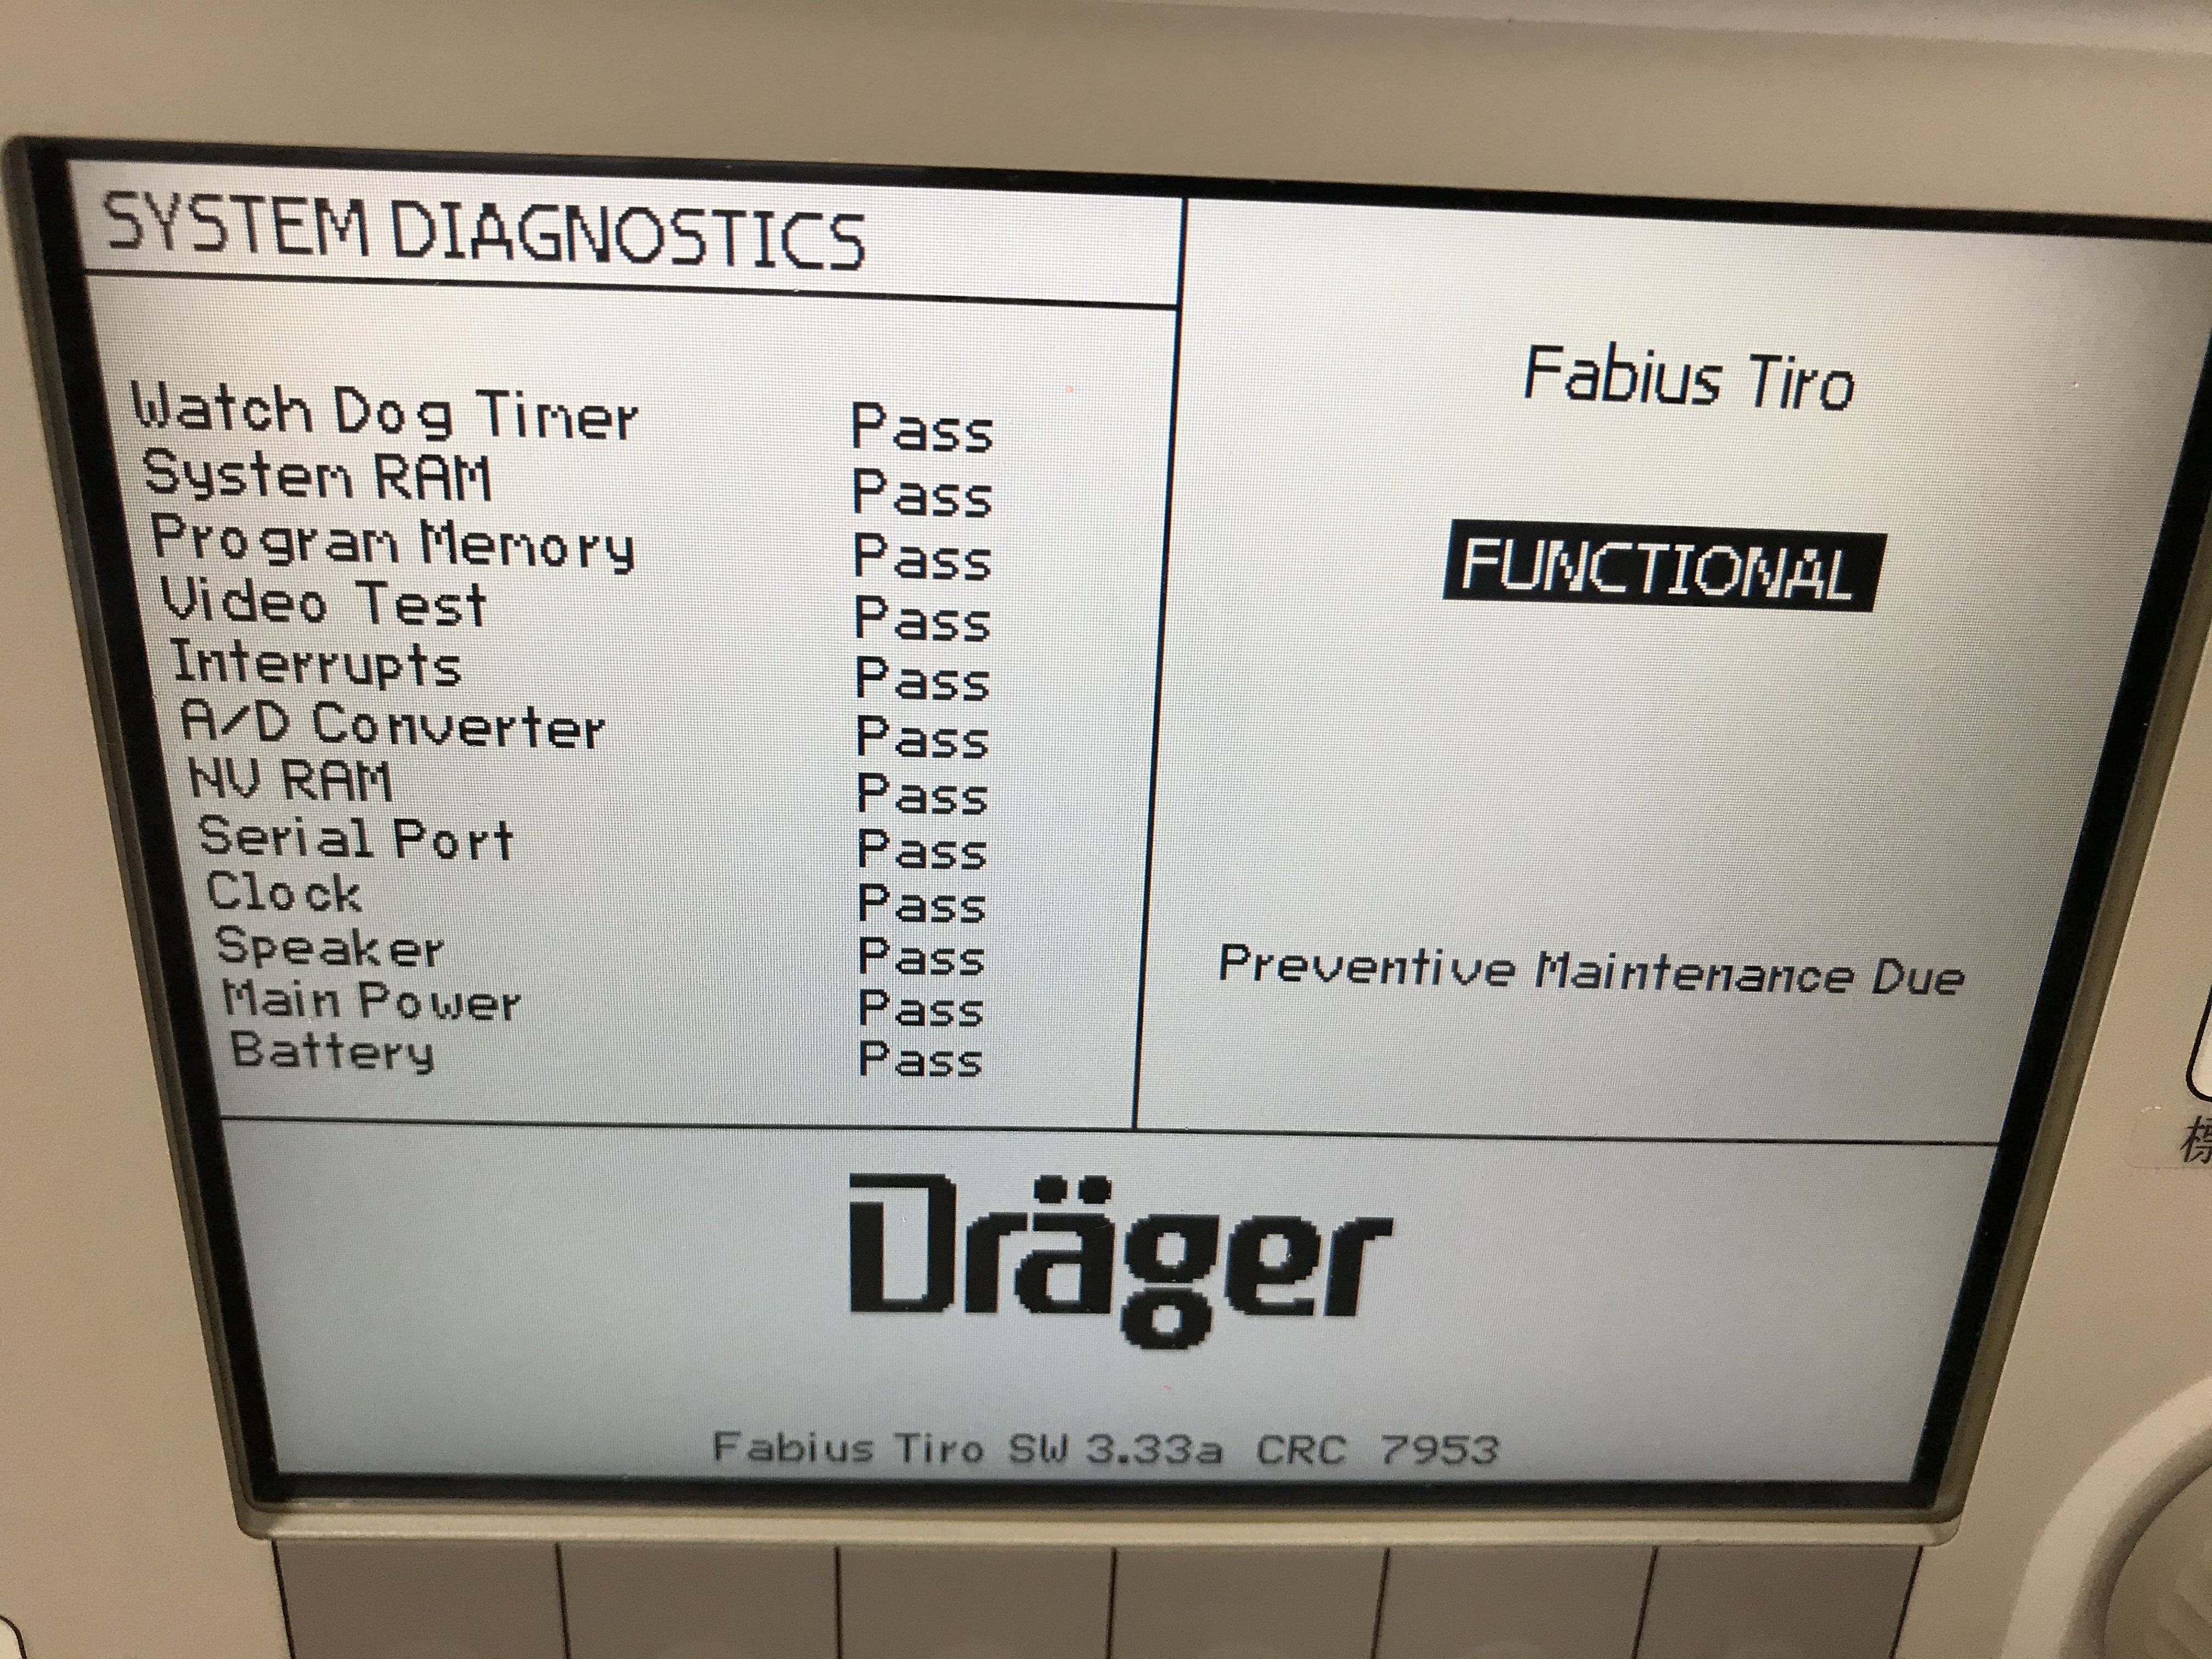 SYSTEM DIAGNOSTICS
Watch Dog Timer Pass
System RAM Pass
Program Memory Pass
Video Test Pass
Interrupts Pass
A/D Converter Pass
NV RAM Pass
Serial Port Pass
Clock Pass
Speaker Pass
Main Power Pass
Battery Pass
Fabius Tiro
FUNCTIONAL
Preventive Maintenance Due
Dräger
Fabius Tiro SW 3.33a CRC 7953